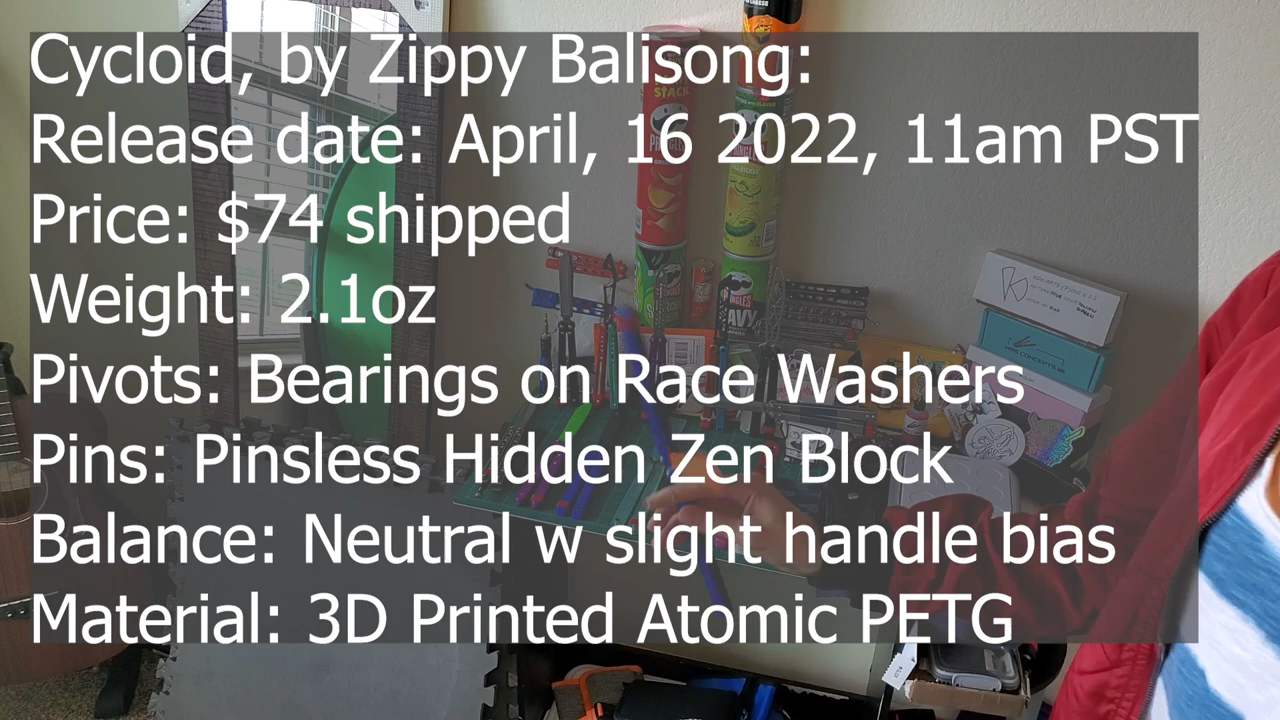 Cycloid, by Zippy Balisong:
Release date: April, 16 2022, 11am PST
Price: $74 shipped
Weight: 2.1oz
Pivots: Bearings on Race Washers
Pins: Pinsless Hidden Zen Block
Balance: Neutral w slight handle bias
Material: 3D Printed Atomic PETG
STACK